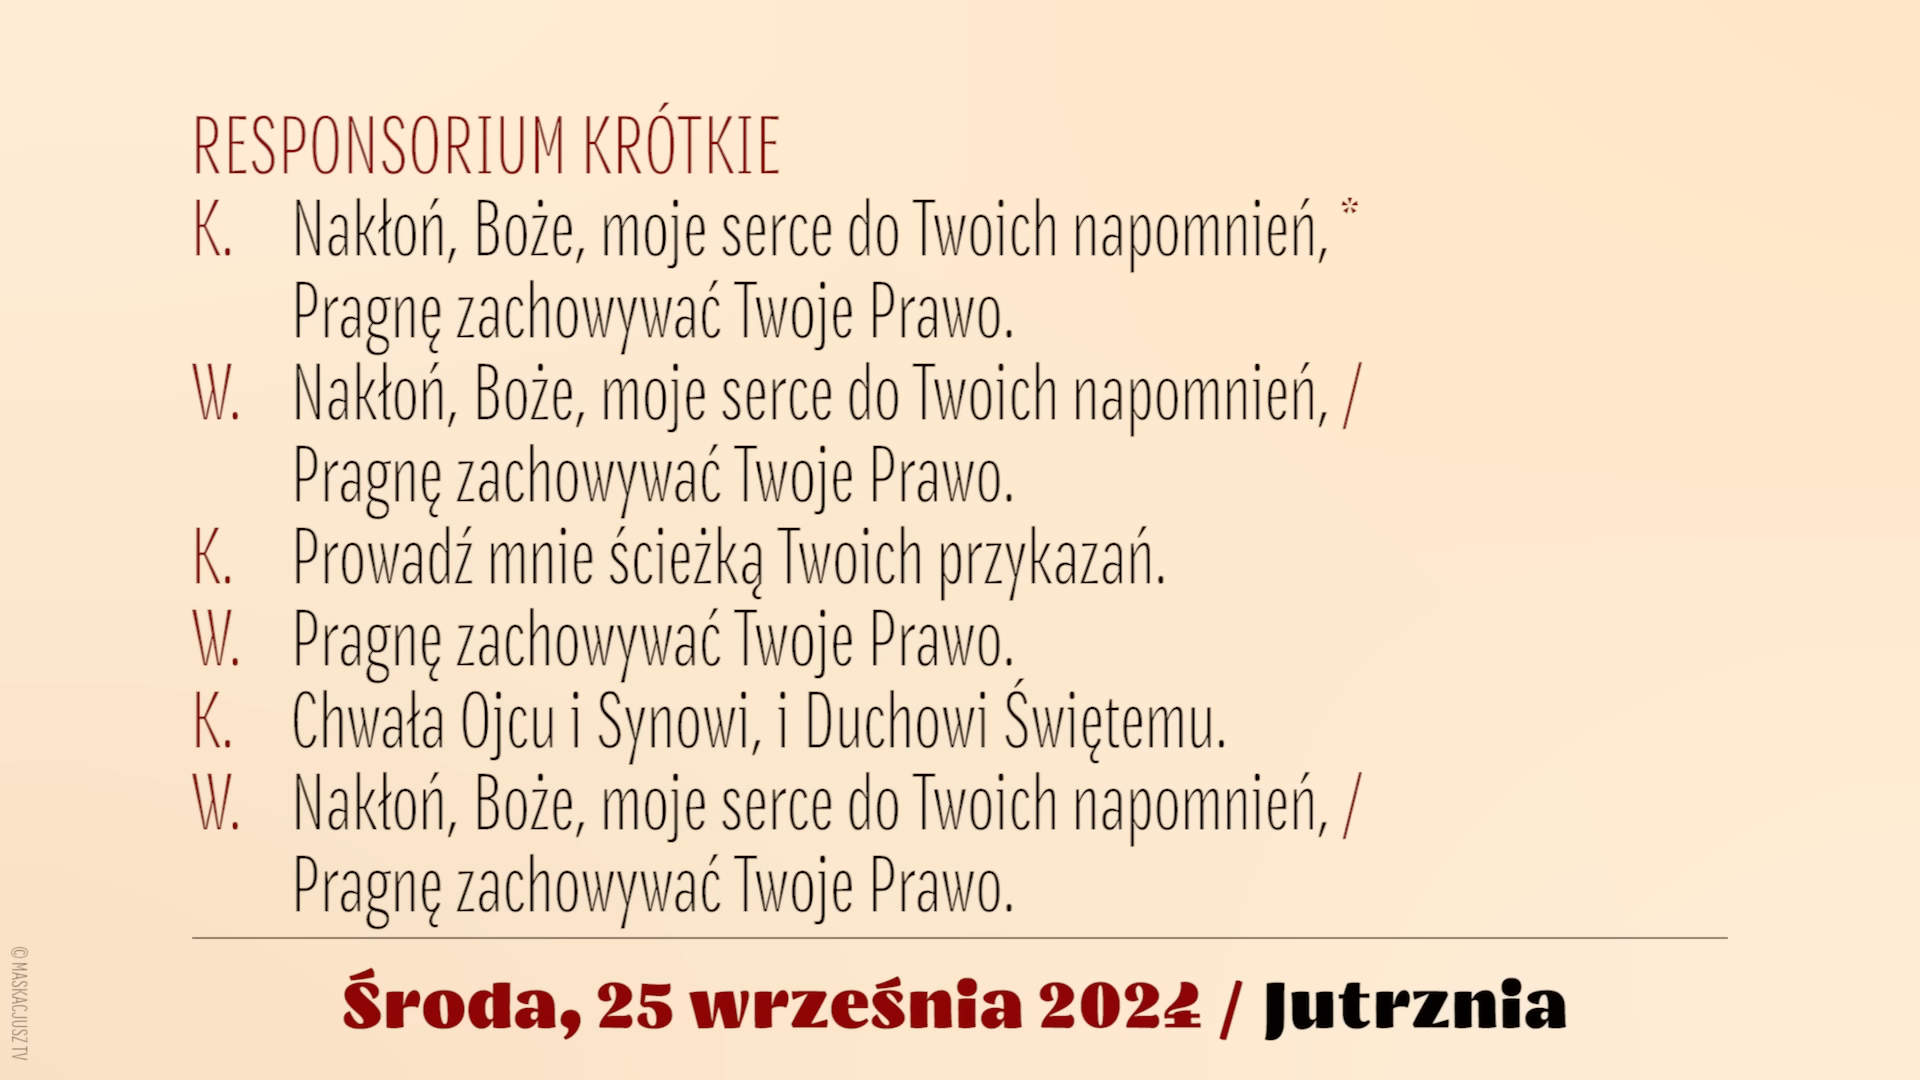 RESPONSORIUM KRÓTKIE
K. Nakłoń, Boże, moje serce do Twoich napomnień, *
Pragnę zachowywać Twoje Prawo.
W. Nakłoń, Boże, moje serce do Twoich napomnień, /
Pragnę zachowywać Twoje Prawo.
K. Prowadź mnie ścieżką Twoich przykazań.
W. Pragnę zachowywać Twoje Prawo.
K. Chwała Ojcu i Synowi, i Duchowi Świętemu.
W. Nakłoń, Boże, moje serce do Twoich napomnień, /
Pragnę zachowywać Twoje Prawo.
Środa, 25 września 2024 / Jutrznia
© MASKACJUSZ TV